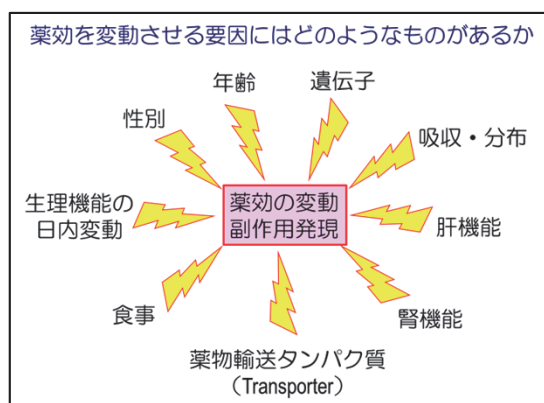 薬効を変動させる要因にはどのようなものがあるか
年齢
遺伝子
性別
吸収・分布
生理機能の
日内変動
薬効の変動
副作用発現
肝機能
食事
腎機能
薬物輸送タンパク質
(Transporter)